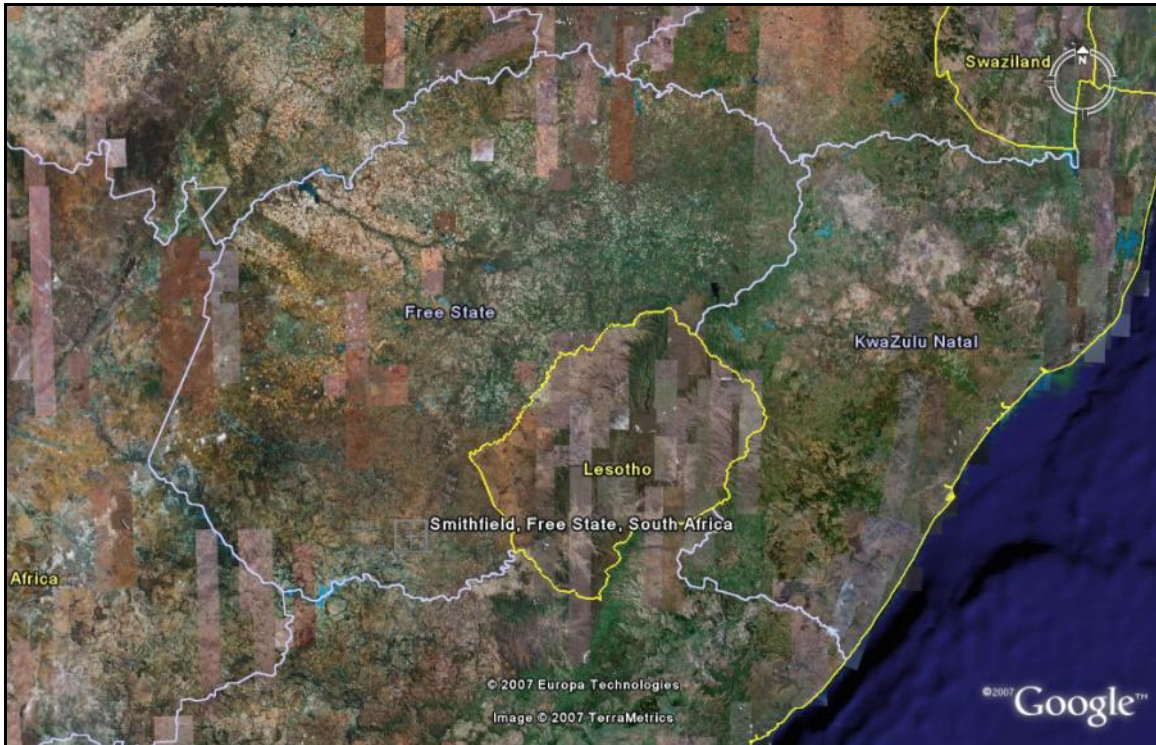 Swaziland
N
Free State
KwaZulu Natal
Lesotho
Smithfield, Free State, South Africa
Africa
© 2007 Europa Technologies
Image © 2007 TerraMetrics
©2007 Google™